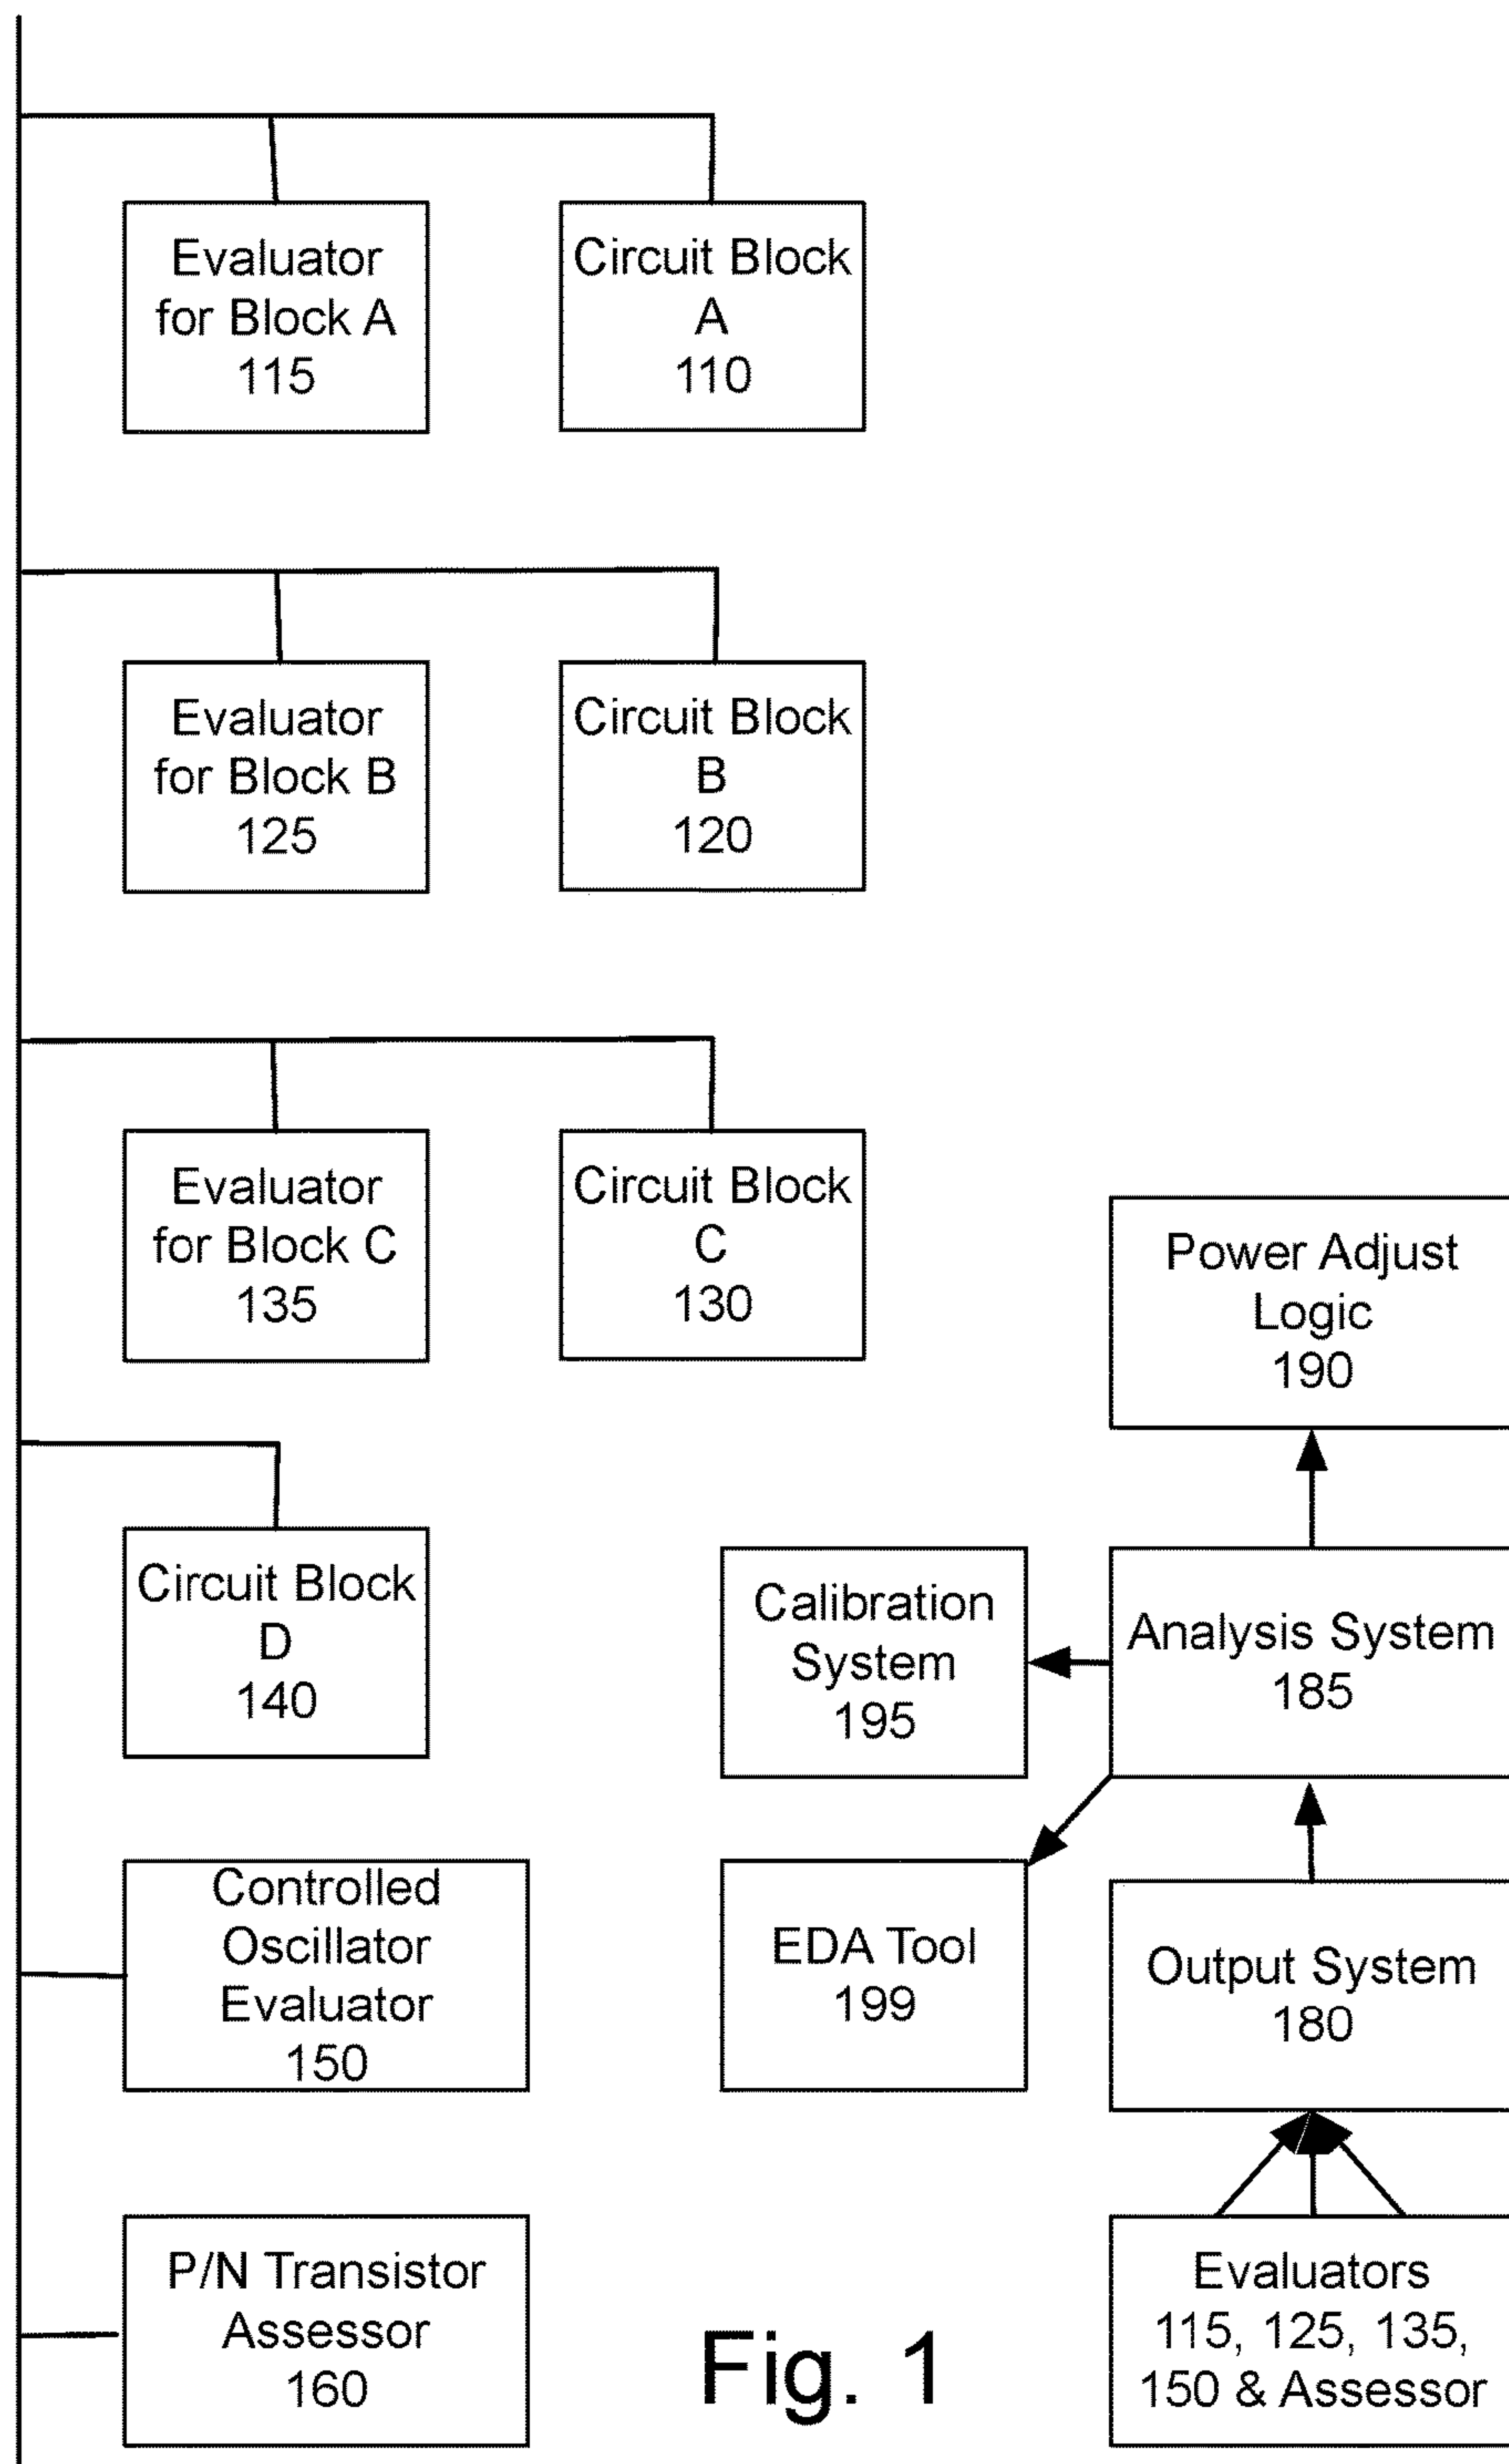 Evaluator
for Block A
115
Circuit Block
A
110
Evaluator
for Block B
125
Circuit Block
B
120
Evaluator
for Block C
135
Circuit Block
C
130
Power Adjust
Logic
190
Circuit Block
D
140
Calibration
System
195
Analysis System
185
Controlled
Oscillator
Evaluator
150
EDA Tool
199
Output System
180
P/N Transistor
Assessor
160
Fig. 1
Evaluators
115, 125, 135,
150 & Assessor